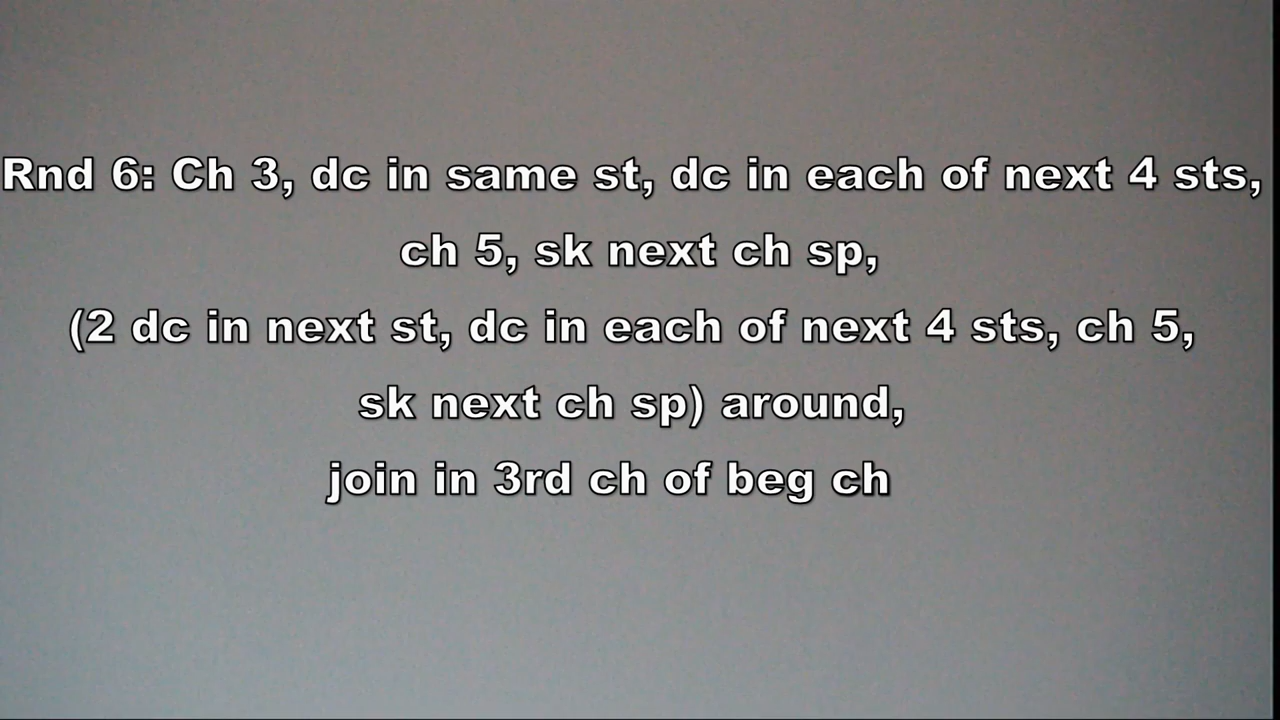 Rnd 6: Ch 3, dc in same st, dc in each of next 4 sts,
ch 5, sk next ch sp,
(2 dc in next st, dc in each of next 4 sts, ch 5,
sk next ch sp) around,
join in 3rd ch of beg ch